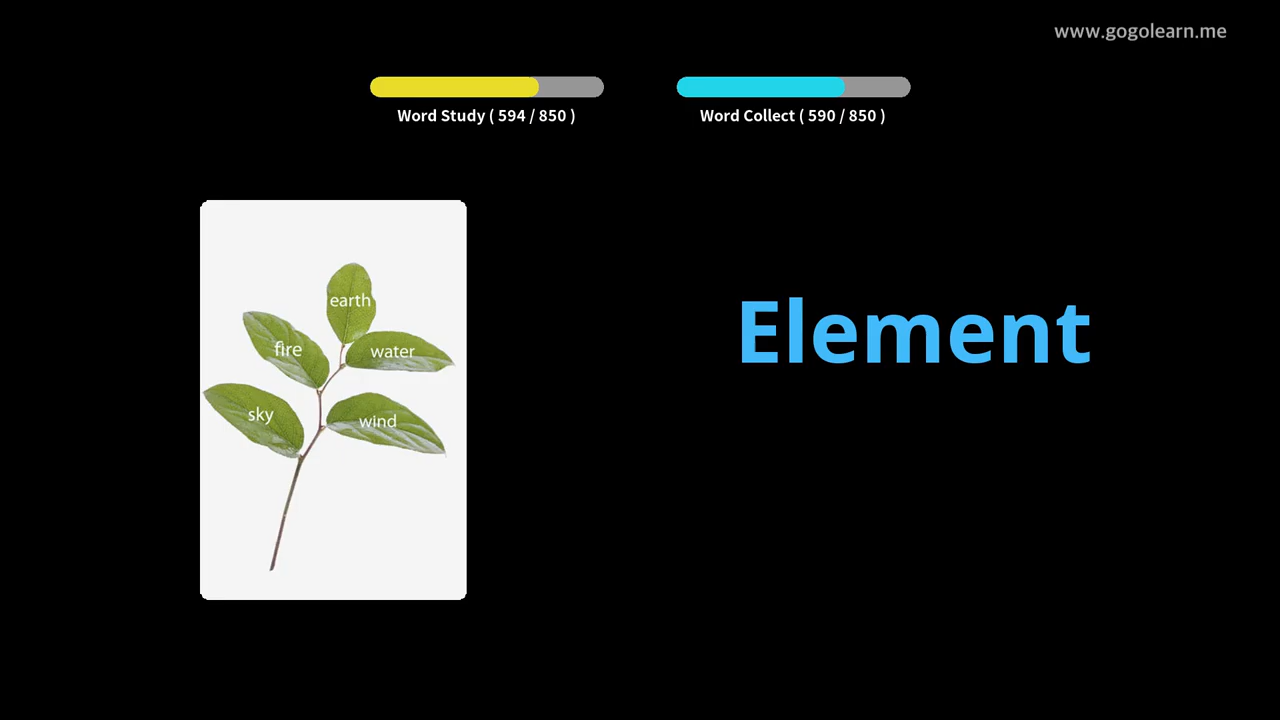 www.gogolearn.me
Word Study ( 594 / 850 )
Word Collect ( 590 / 850 )
earth
fire
water
sky
wind
Element